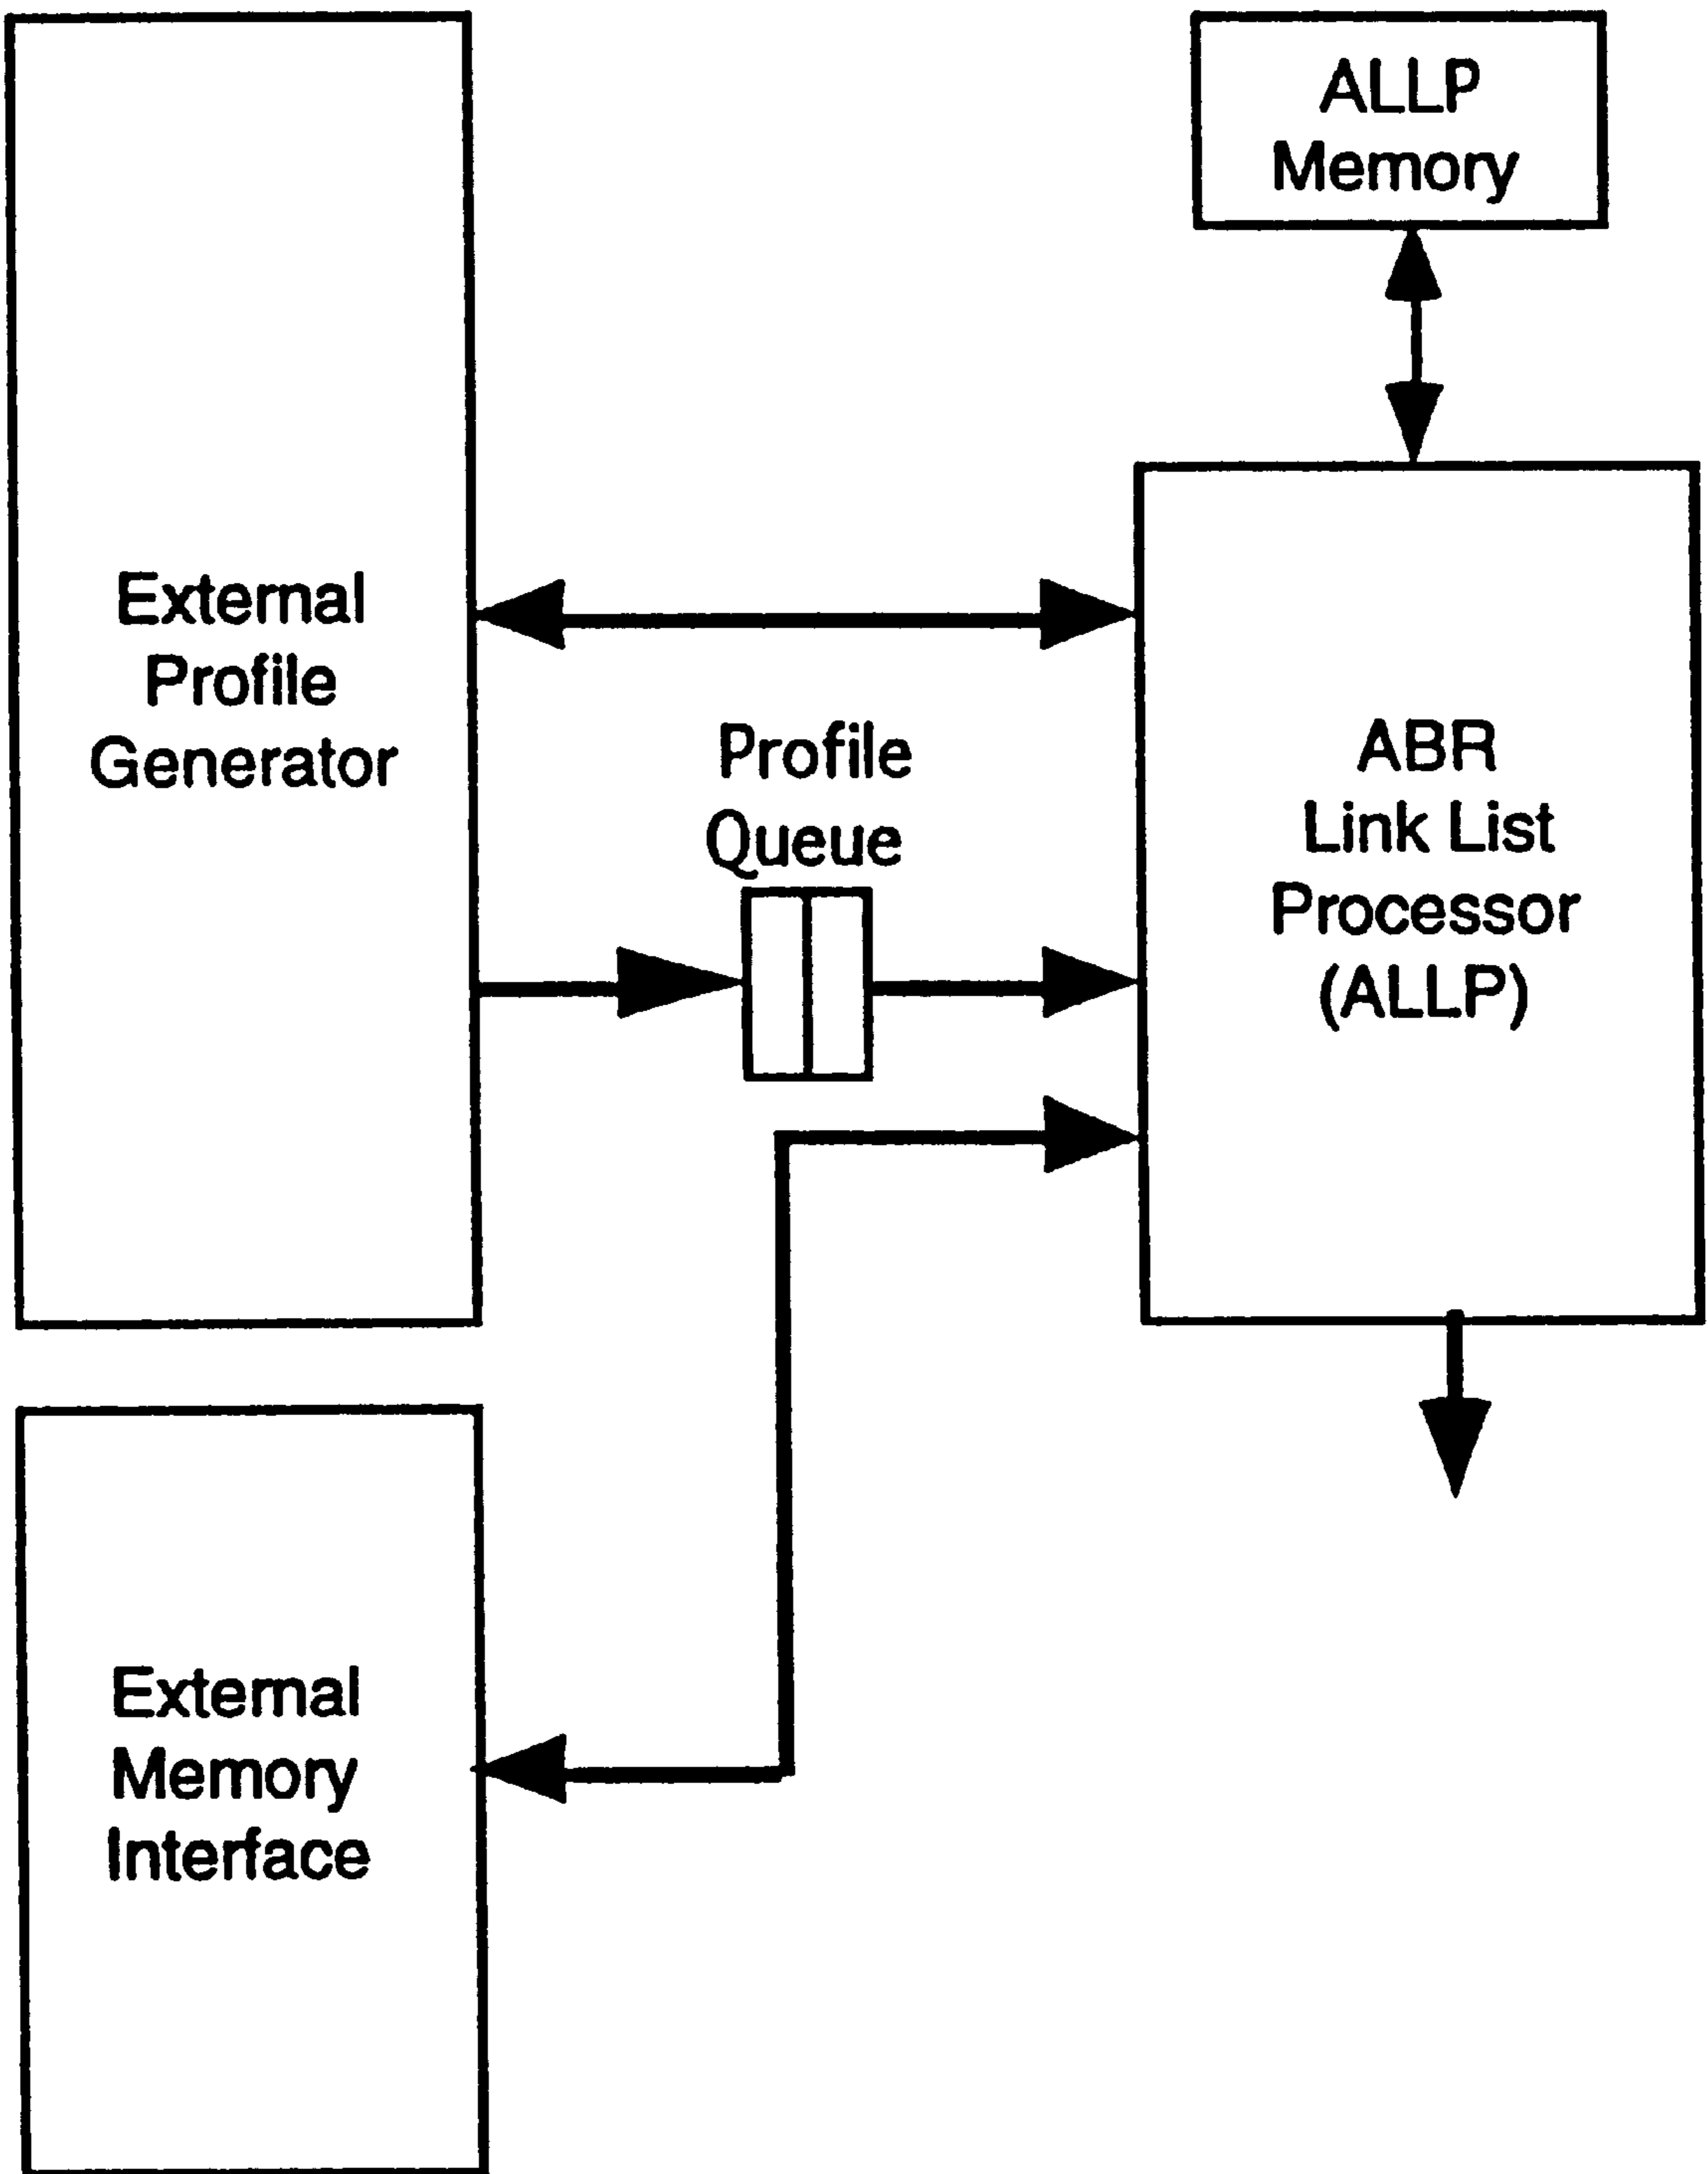 ALLP
Memory
External
Profile
Generator
Profile
Queue
ABR
Link List
Processor
(ALLP)
External
Memory
Interface